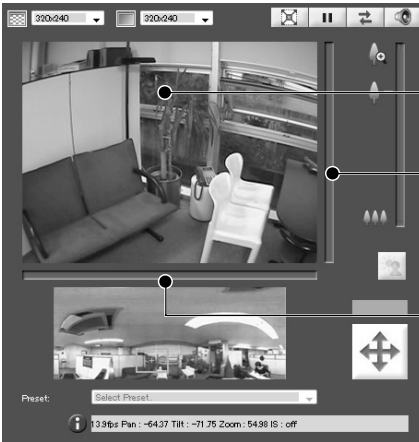 320x240 320x240
Preset: Select Preset..
13.9fps Pan : -64.37 Tilt : -71.75 Zoom : 54.98 IS : off